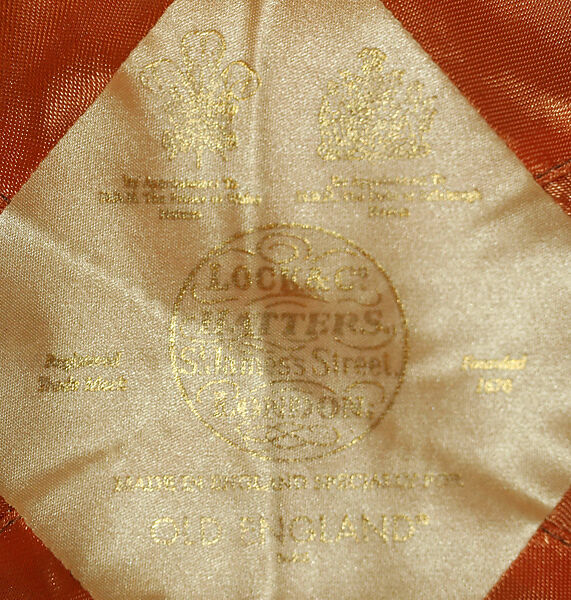 By Appointment To
H.R.H. The Prince of Wales
Hatters
By Appointment To
H.R.H. The Duke of Edinburgh
Hatters
LOCK & Cº
HATTERS,
St. James's Street,
LONDON,
Registered
Trade Mark
Founded
1676
MADE IN ENGLAND SPECIALLY FOR
OLD ENGLAND®